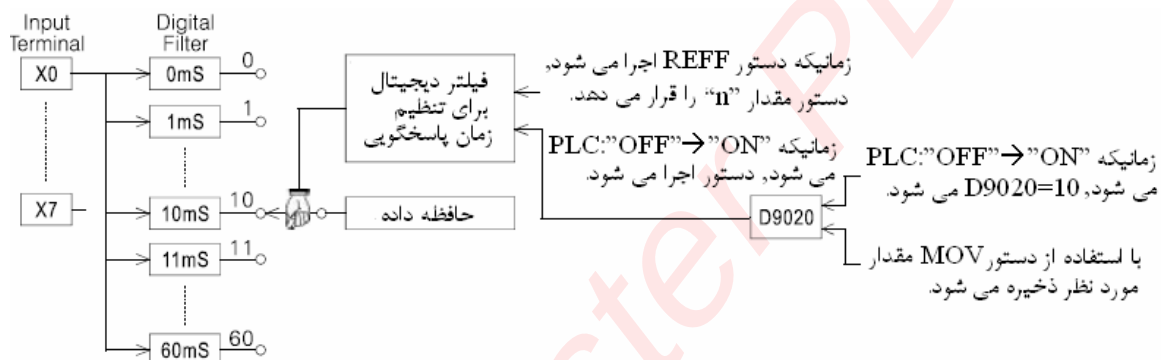 Input
Terminal
Digital
Filter
X0
0mS
0
1mS
1
X7
10mS
10
11mS
11
60mS
60
فیلتر دیجیتال
برای تنظیم
زمان پاسخگویی
حافظه داده
زمانیکه دستور REFF اجرا می شود,
دستور مقدار "n" را قرار می دهد.
زمانیکه PLC:"OFF"→"ON"
می شود, دستور اجرا می شود.
D9020
زمانیکه PLC:"OFF"→"ON"
می شود, D9020=10 می شود.
با استفاده از دستور MOV مقدار
مورد نظر ذخیره می شود.